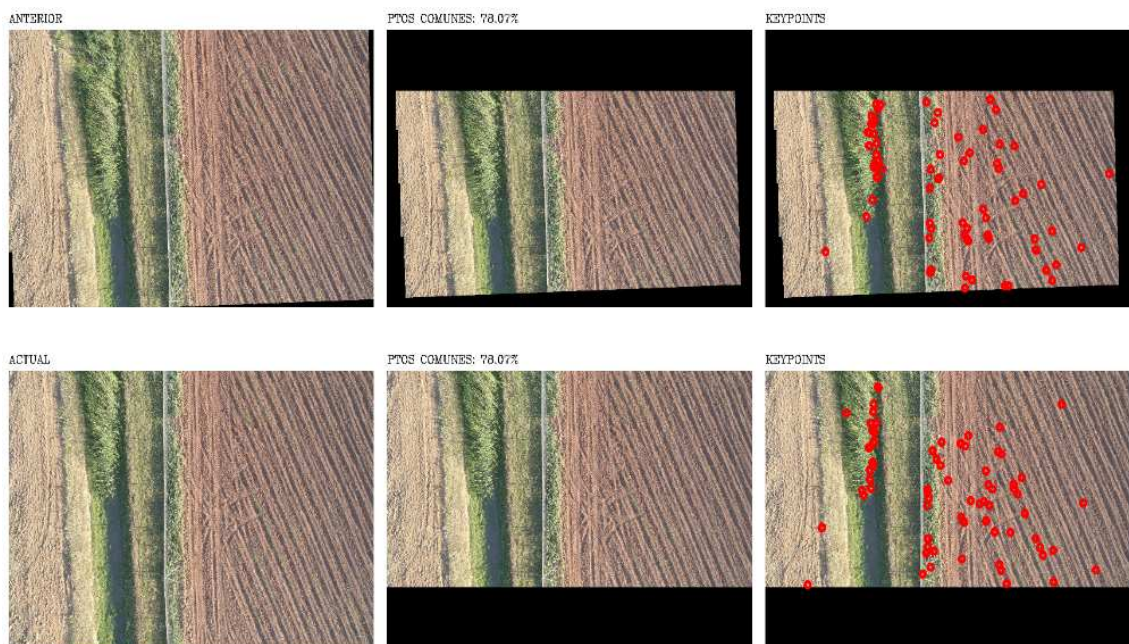 ANTERIOR
PTOS COMUNES: 78.07%
KEYPOINTS
ACTUAL
PTOS COMUNES: 78.07%
KEYPOINTS